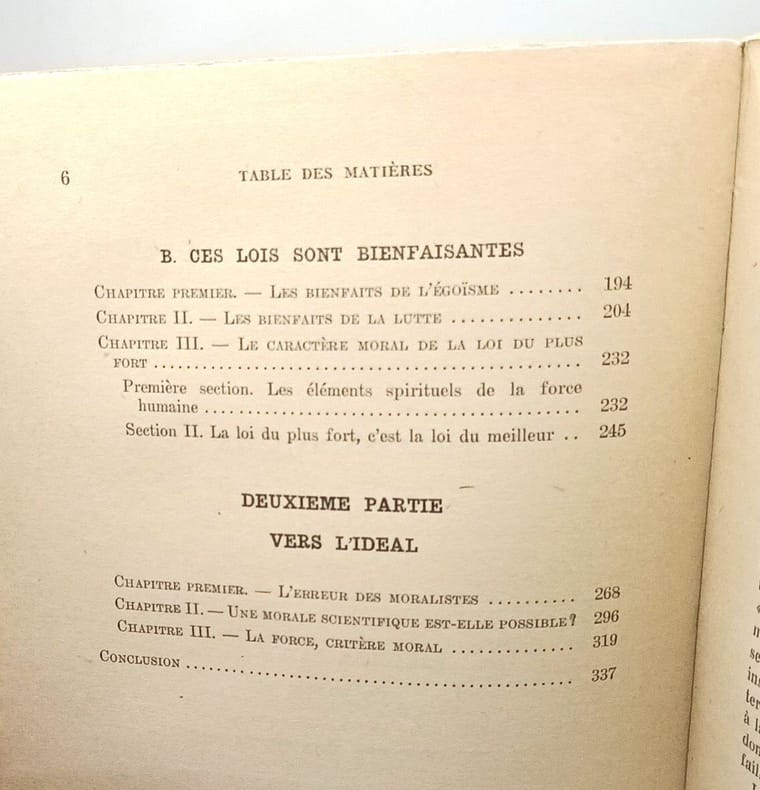 6
TABLE DES MATIÈRES
B. CES LOIS SONT BIENFAISANTES
CHAPITRE PREMIER. — LES BIENFAITS DE L'ÉGOÏSME ........ 194
CHAPITRE II. — LES BIENFAITS DE LA LUTTE .............. 204
CHAPITRE III. — LE CARACTÈRE MORAL DE LA LOI DU PLUS
FORT ............................................. 232
Première section. Les éléments spirituels de la force
humaine ........................................ 232
Section II. La loi du plus fort, c'est la loi du meilleur .. 245
DEUXIEME PARTIE
VERS L'IDEAL
CHAPITRE PREMIER. — L'ERREUR DES MORALISTES .......... 268
CHAPITRE II. — UNE MORALE SCIENTIFIQUE EST-ELLE POSSIBLE? 296
CHAPITRE III. — LA FORCE, CRITÈRE MORAL .............. 319
CONCLUSION ............................................ 337
à